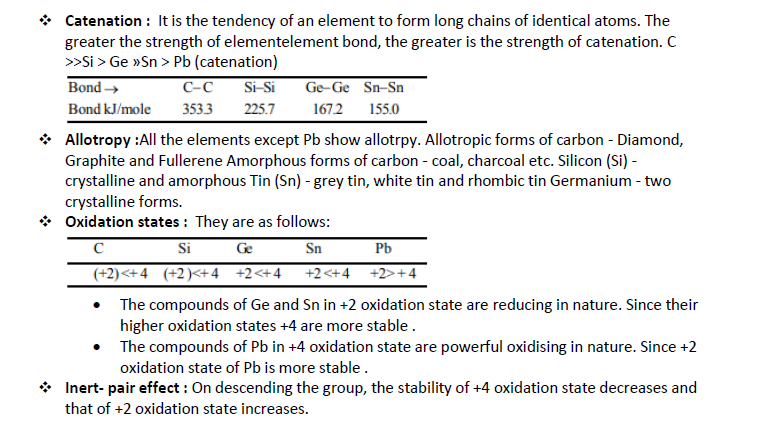 ❖ Catenation : It is the tendency of an element to form long chains of identical atoms. The
greater the strength of elementelement bond, the greater is the strength of catenation. C
>>Si > Ge »Sn > Pb (catenation)
Bond → C–C Si–Si Ge–Ge Sn–Sn
Bond kJ/mole 353.3 225.7 167.2 155.0
❖ Allotropy :All the elements except Pb show allotrpy. Allotropic forms of carbon - Diamond,
Graphite and Fullerene Amorphous forms of carbon - coal, charcoal etc. Silicon (Si) -
crystalline and amorphous Tin (Sn) - grey tin, white tin and rhombic tin Germanium - two
crystalline forms.
❖ Oxidation states : They are as follows:
C Si Ge Sn Pb
(+2)<+4 (+2)<+4 +2<+4 +2<+4 +2>+4
• The compounds of Ge and Sn in +2 oxidation state are reducing in nature. Since their
higher oxidation states +4 are more stable .
• The compounds of Pb in +4 oxidation state are powerful oxidising in nature. Since +2
oxidation state of Pb is more stable .
❖ Inert- pair effect : On descending the group, the stability of +4 oxidation state decreases and
that of +2 oxidation state increases.